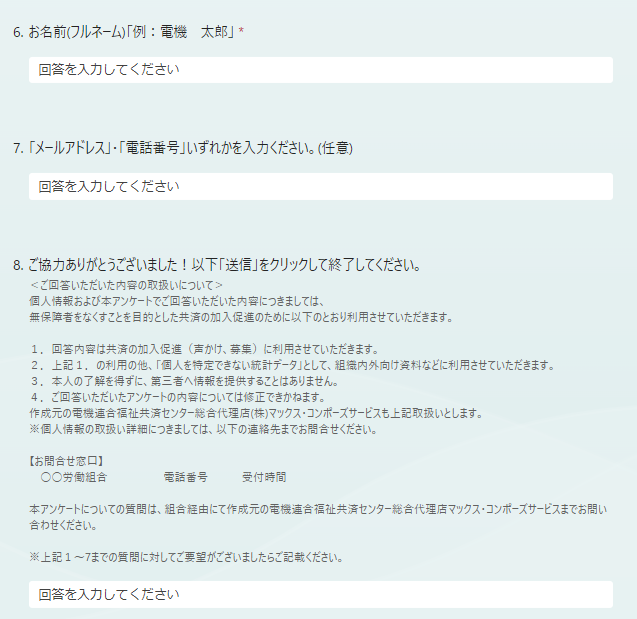 6. お名前(フルネーム)「例：電機　太郎」 *
回答を入力してください
7. 「メールアドレス」・「電話番号」いずれかを入力ください。(任意)
回答を入力してください
8. ご協力ありがとうございました！以下「送信」をクリックして終了してください。
＜ご回答いただいた内容の取扱いについて＞
個人情報および本アンケートでご回答いただいた内容につきましては、
無保障者をなくすことを目的とした共済の加入促進のために以下のとおり利用させていただきます。
１．回答内容は共済の加入促進（声かけ、募集）に利用させていただきます。
２．上記１．の利用の他、「個人を特定できない統計データ」として、組織内外向け資料などに利用させていただきます。
３．本人の了解を得ずに、第三者へ情報を提供することはありません。
４．ご回答いただいたアンケートの内容については修正できかねます。
作成元の電機連合福祉共済センター総合代理店(株)マックス・コンポーズサービスも上記取扱いとします。
※個人情報の取扱い詳細につきましては、以下の連絡先までお問合せください。
【お問合せ窓口】
〇〇労働組合　　　　　電話番号　　　受付時間
本アンケートについての質問は、組合経由にて作成元の電機連合福祉共済センター総合代理店マックス・コンポーズサービスまでお問い
合わせください。
※上記１～7までの質問に対してご要望がございましたらご記載ください。
回答を入力してください